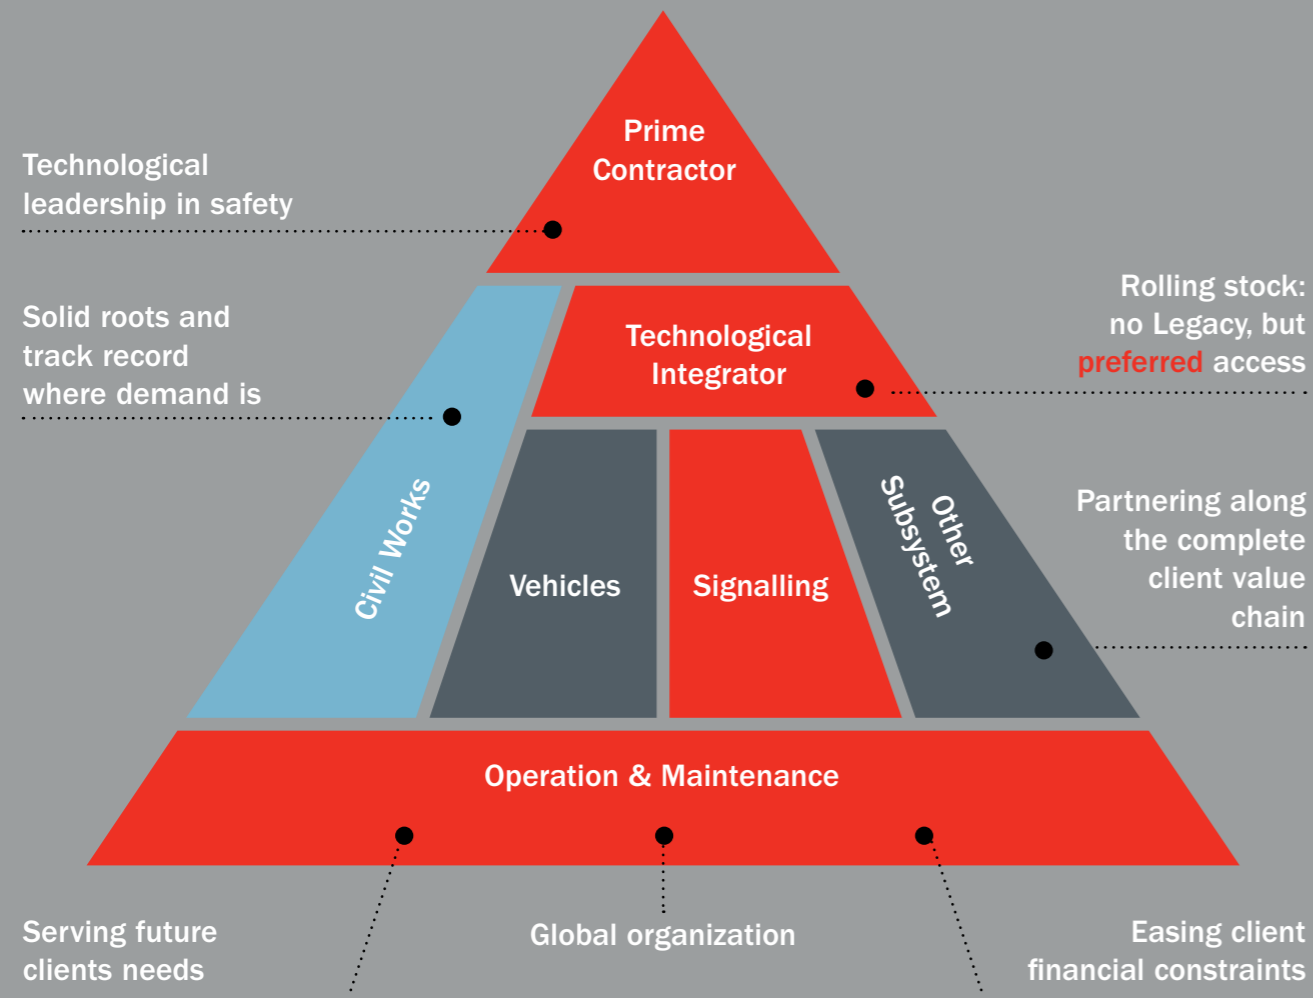 Prime
Contractor
Technological
leadership in safety
Rolling stock:
no Legacy, but
preferred access
Solid roots and
track record
where demand is
Technological
Integrator
Civil Works
Vehicles
Signalling
Other
Subsystem
Partnering along
the complete
client value
chain
Operation & Maintenance
Serving future
clients needs
Global organization
Easing client
financial constraints